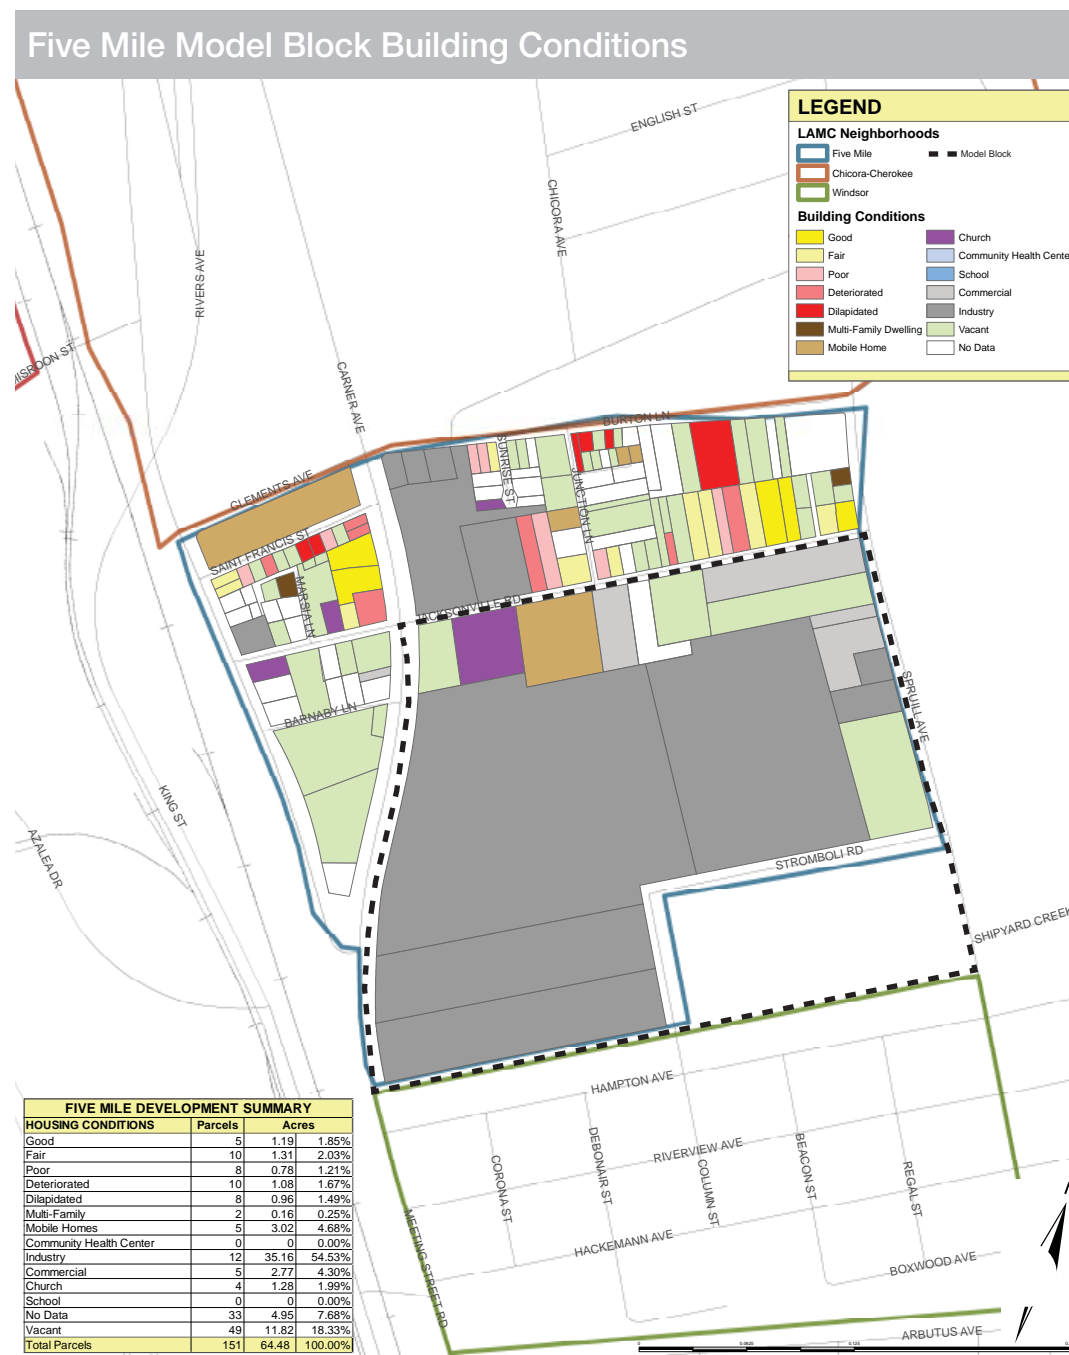 Five Mile Model Block Building Conditions
LEGEND
LAMC Neighborhoods
Five Mile
Model Block
Chicora-Cherokee
Windsor
Building Conditions
Good
Church
Fair
Community Health Cente
Poor
School
Deteriorated
Commercial
Dilapidated
Industry
Multi-Family Dwelling
Vacant
Mobile Home
No Data
ENGLISH ST
CHICORA AVE
RIVERS AVE
CARNER AVE
BURTON LN
CLEMENTS AVE
SUNRISE ST
JUNCTION LN
SAINT FRANCIS ST
MARSIA LN
JACKSONVILLE RD
BARNABY LN
SPRUILL AVE
KING ST
AZALEA DR
STROMBOLI RD
SHIPYARD CREEK
HAMPTON AVE
RIVERVIEW AVE
CORONA ST
DEBONAIR ST
COLUMN ST
BEACON ST
REGAL ST
HACKEMANN AVE
MEETING STREET RD
BOXWOOD AVE
ARBUTUS AVE
0 0.0625 0.125
FIVE MILE DEVELOPMENT SUMMARY
HOUSING CONDITIONS Parcels Acres
Good 5 1.19 1.85%
Fair 10 1.31 2.03%
Poor 8 0.78 1.21%
Deteriorated 10 1.08 1.67%
Dilapidated 8 0.96 1.49%
Multi-Family 2 0.16 0.25%
Mobile Homes 5 3.02 4.68%
Community Health Center 0 0 0.00%
Industry 12 35.16 54.53%
Commercial 5 2.77 4.30%
Church 4 1.28 1.99%
School 0 0 0.00%
No Data 33 4.95 7.68%
Vacant 49 11.82 18.33%
Total Parcels 151 64.48 100.00%